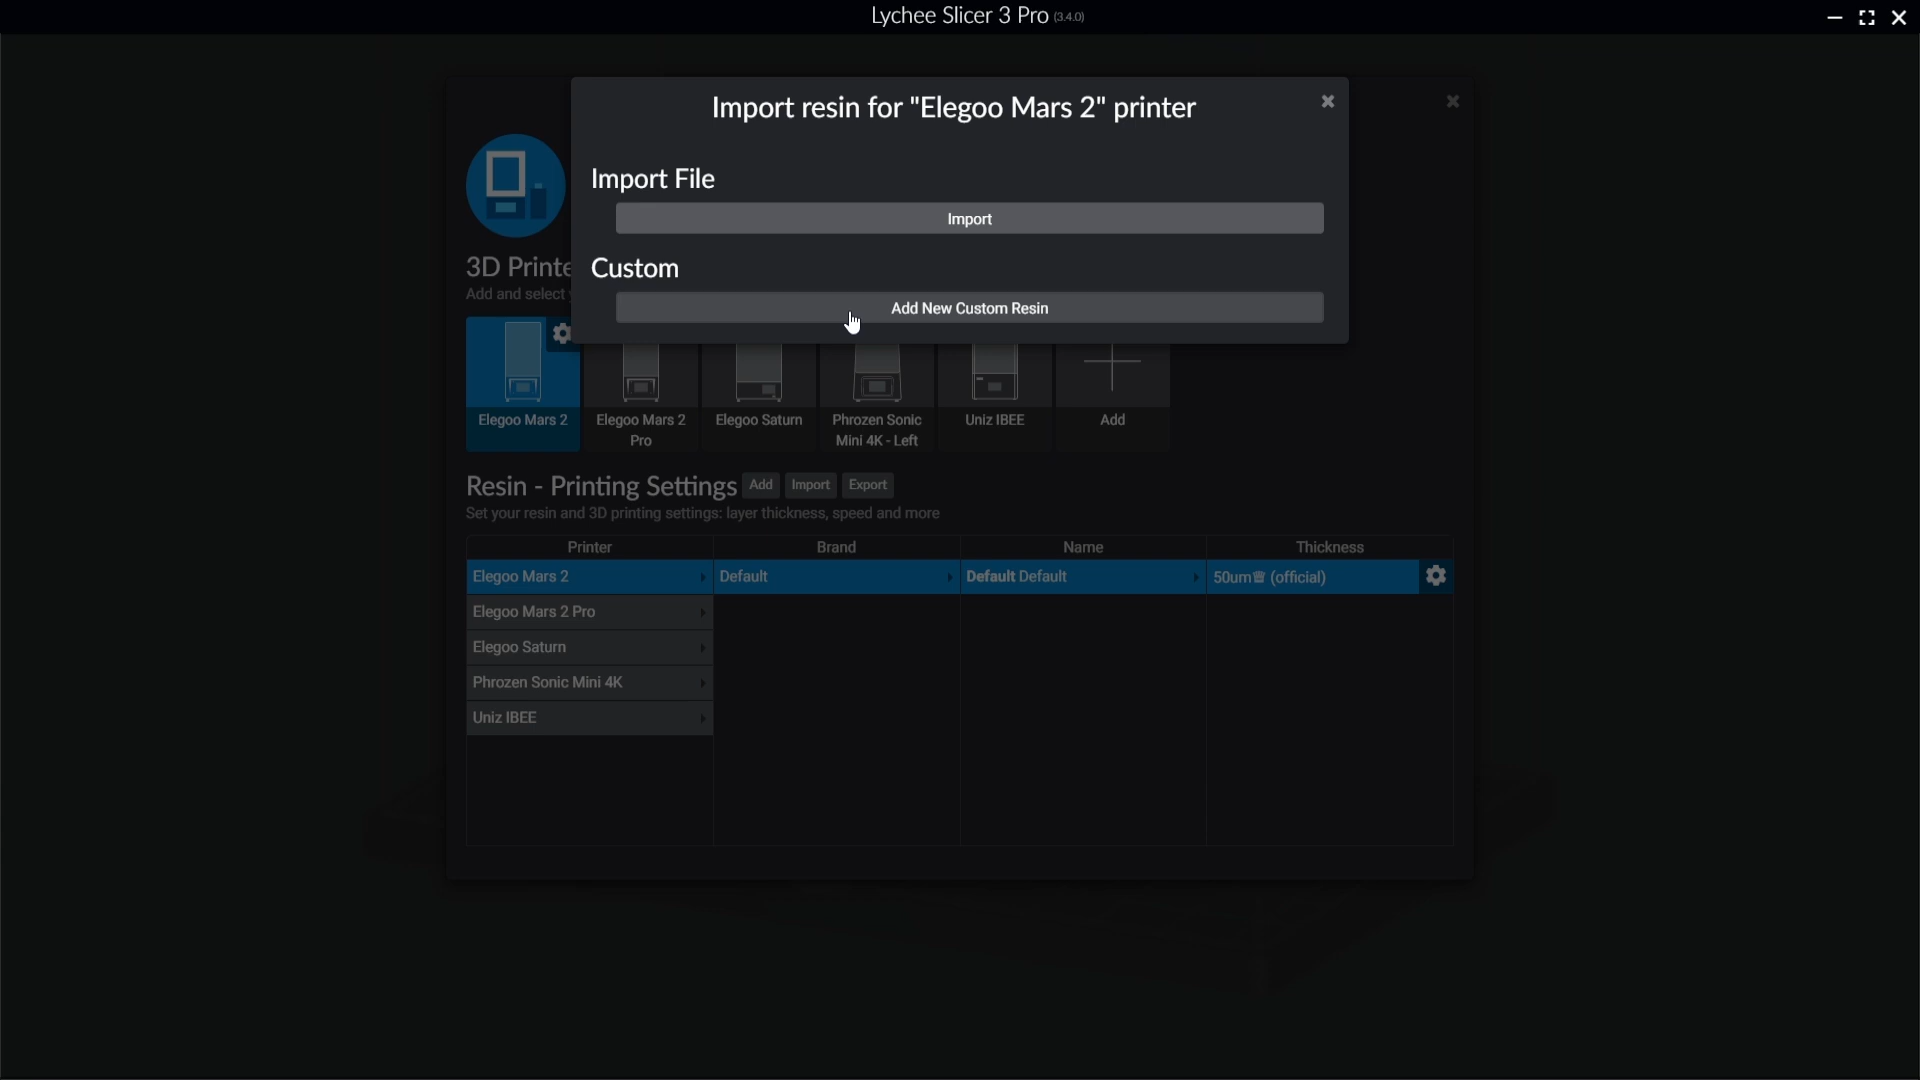 Lychee Slicer 3 Pro (3.4.0)
Import resin for "Elegoo Mars 2" printer
Import File
Import
Custom
Add New Custom Resin
3D Printe
Add and select
Elegoo Mars 2
Elegoo Mars 2 Pro
Elegoo Saturn
Phrozen Sonic Mini 4K - Left
Uniz IBEE
Add
Resin - Printing Settings Add Import Export
Set your resin and 3D printing settings: layer thickness, speed and more
Printer Brand Name Thickness
Elegoo Mars 2 Default Default Default 50um (official)
Elegoo Mars 2 Pro
Elegoo Saturn
Phrozen Sonic Mini 4K
Uniz IBEE